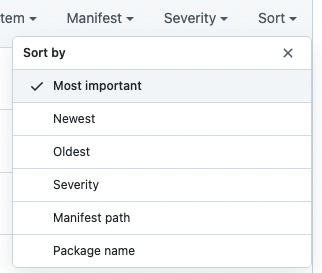 tem Manifest Severity Sort
Sort by
Most important
Newest
Oldest
Severity
Manifest path
Package name